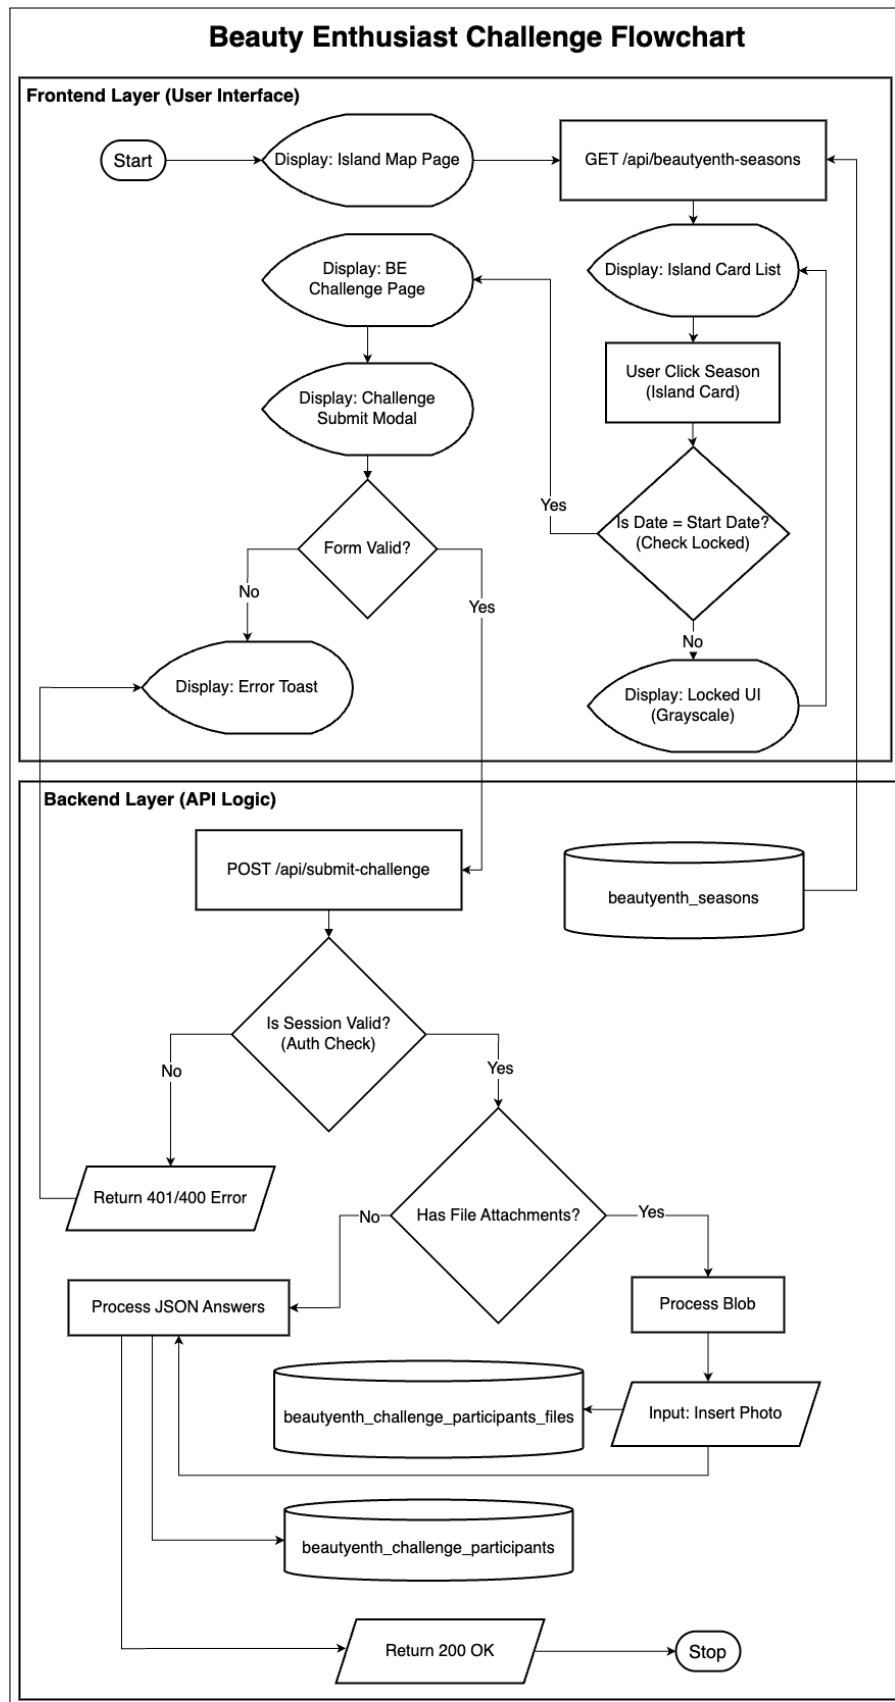 Beauty Enthusiast Challenge Flowchart
Frontend Layer (User Interface)
Start
Display: Island Map Page
GET /api/beautyenth-seasons
Display: BE
Challenge Page
Display: Island Card List
Display: Challenge
Submit Modal
User Click Season
(Island Card)
Yes
Is Date = Start Date?
(Check Locked)
Form Valid?
No
Yes
No
Display: Error Toast
Display: Locked UI
(Grayscale)
Backend Layer (API Logic)
POST /api/submit-challenge
beautyenth_seasons
Is Session Valid?
(Auth Check)
No
Yes
Return 401/400 Error
No
Has File Attachments?
Yes
Process JSON Answers
Process Blob
beautyenth_challenge_participants_files
Input: Insert Photo
beautyenth_challenge_participants
Return 200 OK
Stop